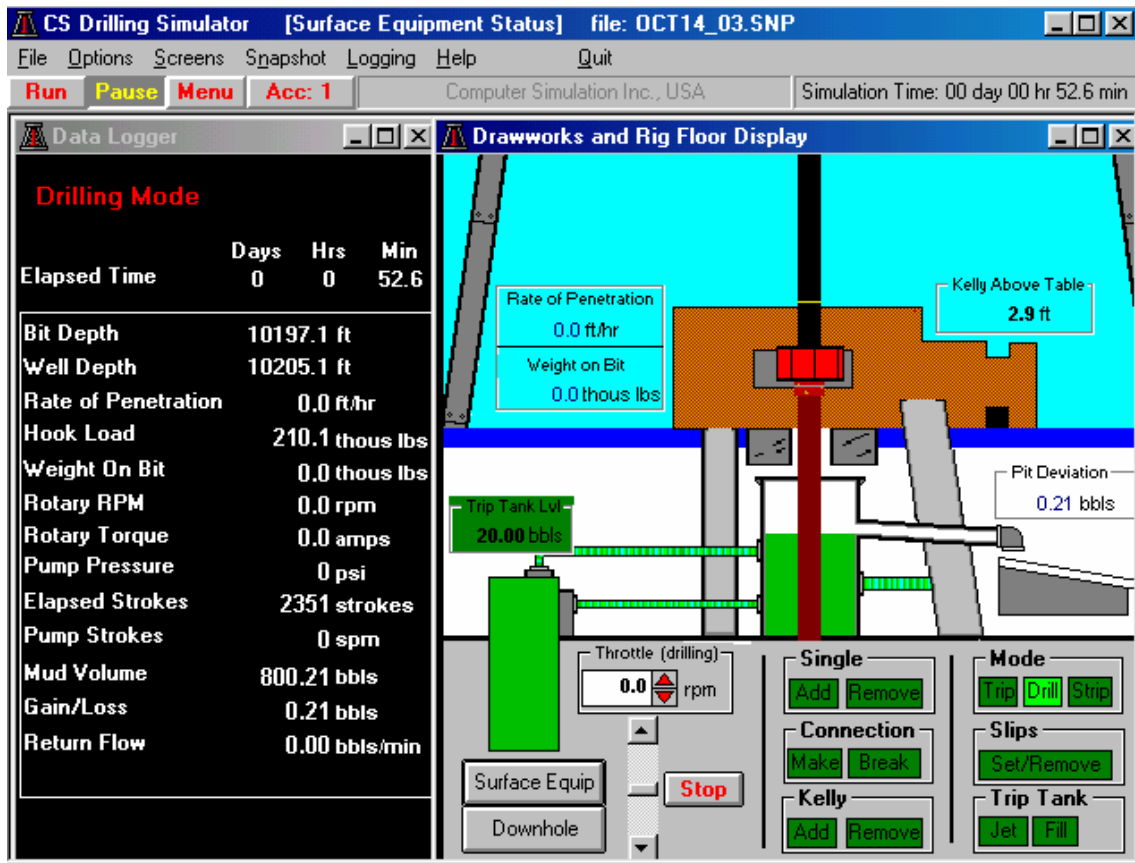 CS Drilling Simulator [Surface Equipment Status] file: OCT14_03.SNP
File Options Screens Snapshot Logging Help Quit
Run Pause Menu Acc: 1 Computer Simulation Inc., USA Simulation Time: 00 day 00 hr 52.6 min
Data Logger
Drilling Mode
Days Hrs Min
Elapsed Time 0 0 52.6
Bit Depth 10197.1 ft
Well Depth 10205.1 ft
Rate of Penetration 0.0 ft/hr
Hook Load 210.1 thous lbs
Weight On Bit 0.0 thous lbs
Rotary RPM 0.0 rpm
Rotary Torque 0.0 amps
Pump Pressure 0 psi
Elapsed Strokes 2351 strokes
Pump Strokes 0 spm
Mud Volume 800.21 bbls
Gain/Loss 0.21 bbls
Return Flow 0.00 bbls/min
Drawworks and Rig Floor Display
Kelly Above Table
2.9 ft
Rate of Penetration
0.0 ft/hr
Weight on Bit
0.0 thous lbs
Pit Deviation
0.21 bbls
Trip Tank Lvl
20.00 bbls
Throttle (drilling)
0.0 rpm
Surface Equip
Downhole
Stop
Single
Add Remove
Connection
Make Break
Kelly
Add Remove
Mode
Trip Drill Strip
Slips
Set/Remove
Trip Tank
Jet Fill